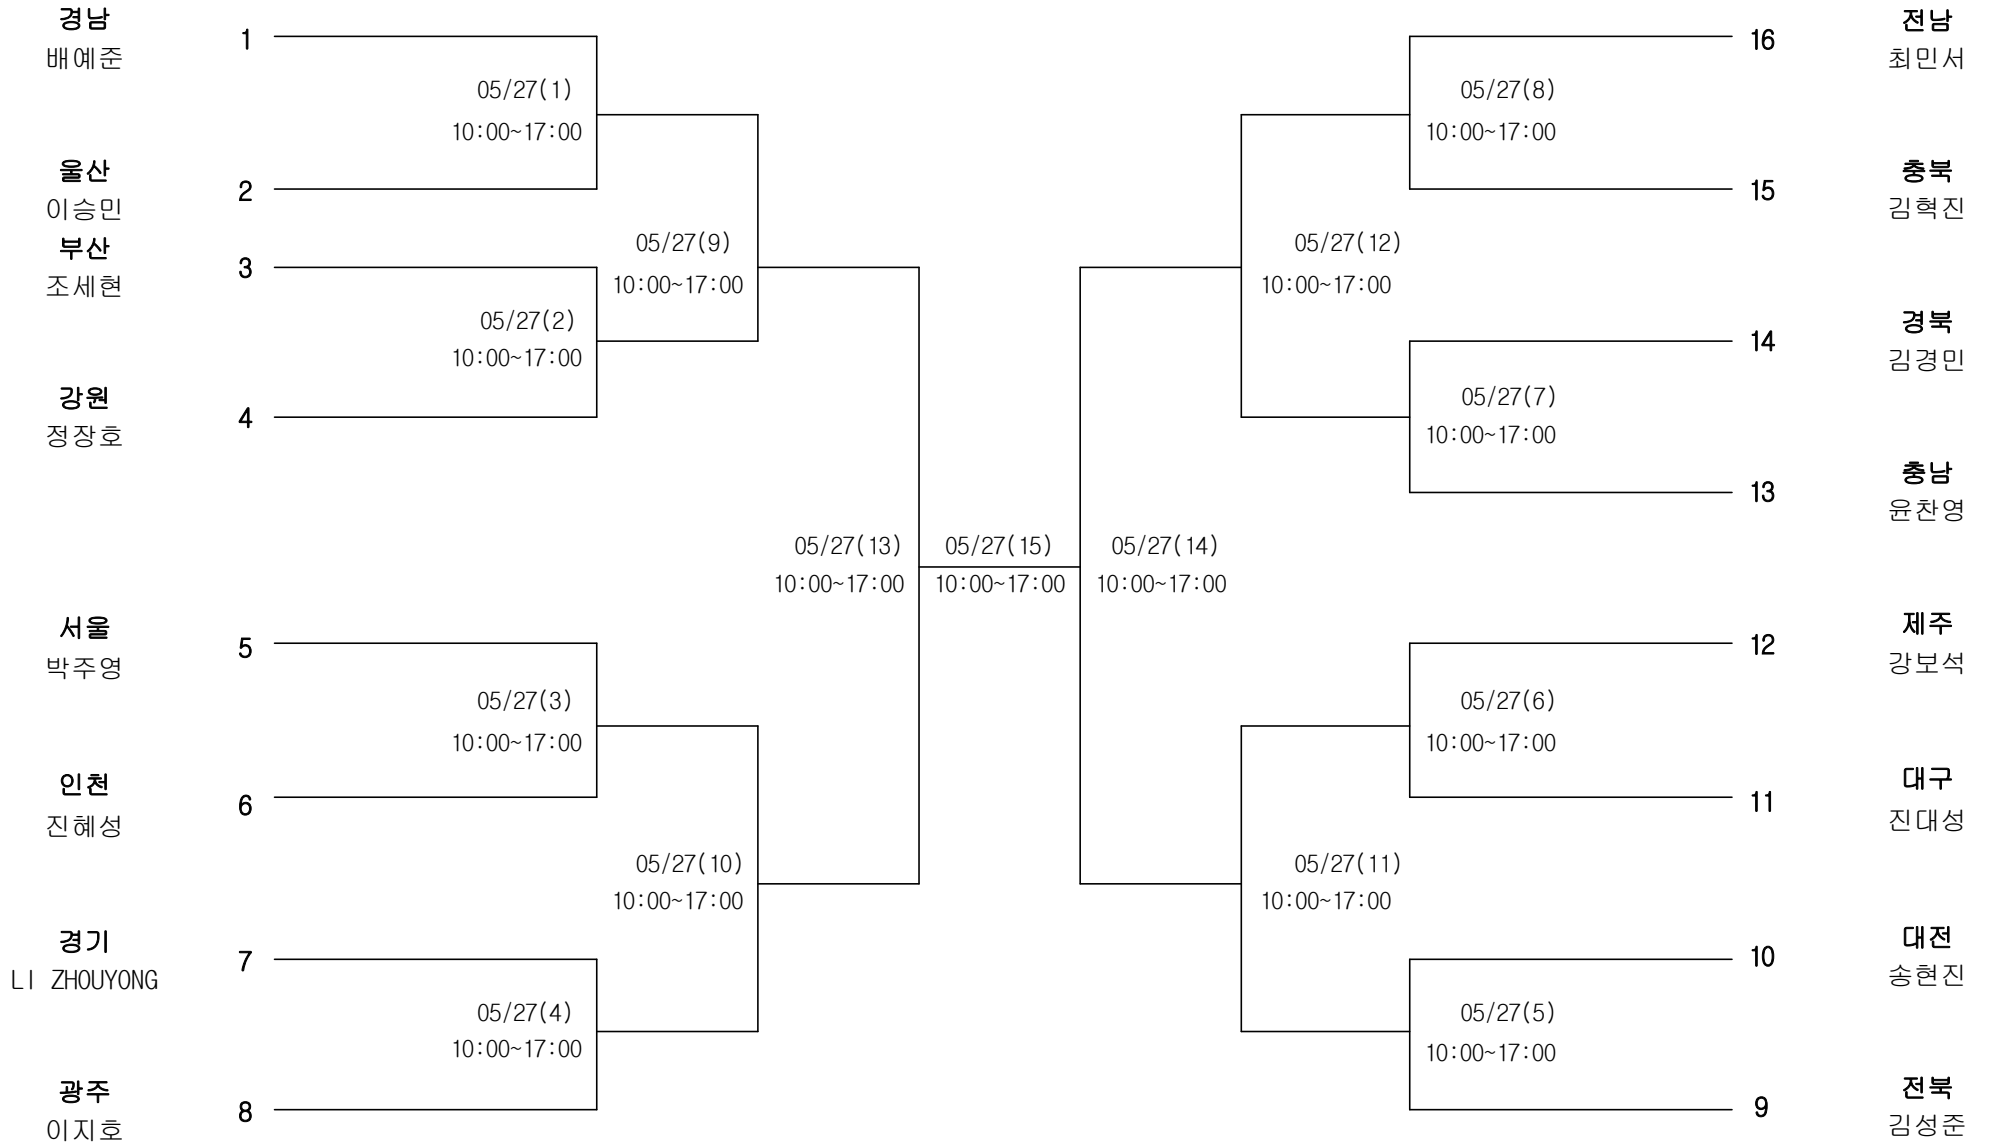 경남
배예준
1
05/27(1)
10:00~17:00
울산
이승민
2
부산
조세현
3
05/27(9)
10:00~17:00
05/27(2)
10:00~17:00
강원
정장호
4
05/27(13)
10:00~17:00
서울
박주영
5
05/27(3)
10:00~17:00
인천
진혜성
6
05/27(10)
10:00~17:00
경기
LI ZHOUYONG
7
05/27(4)
10:00~17:00
광주
이지호
8
05/27(15)
10:00~17:00
16
전남
최민서
05/27(8)
10:00~17:00
15
충북
김혁진
05/27(12)
10:00~17:00
14
경북
김경민
05/27(7)
10:00~17:00
13
충남
윤찬영
05/27(14)
10:00~17:00
12
제주
강보석
05/27(6)
10:00~17:00
11
대구
진대성
05/27(11)
10:00~17:00
10
대전
송현진
05/27(5)
10:00~17:00
9
전북
김성준